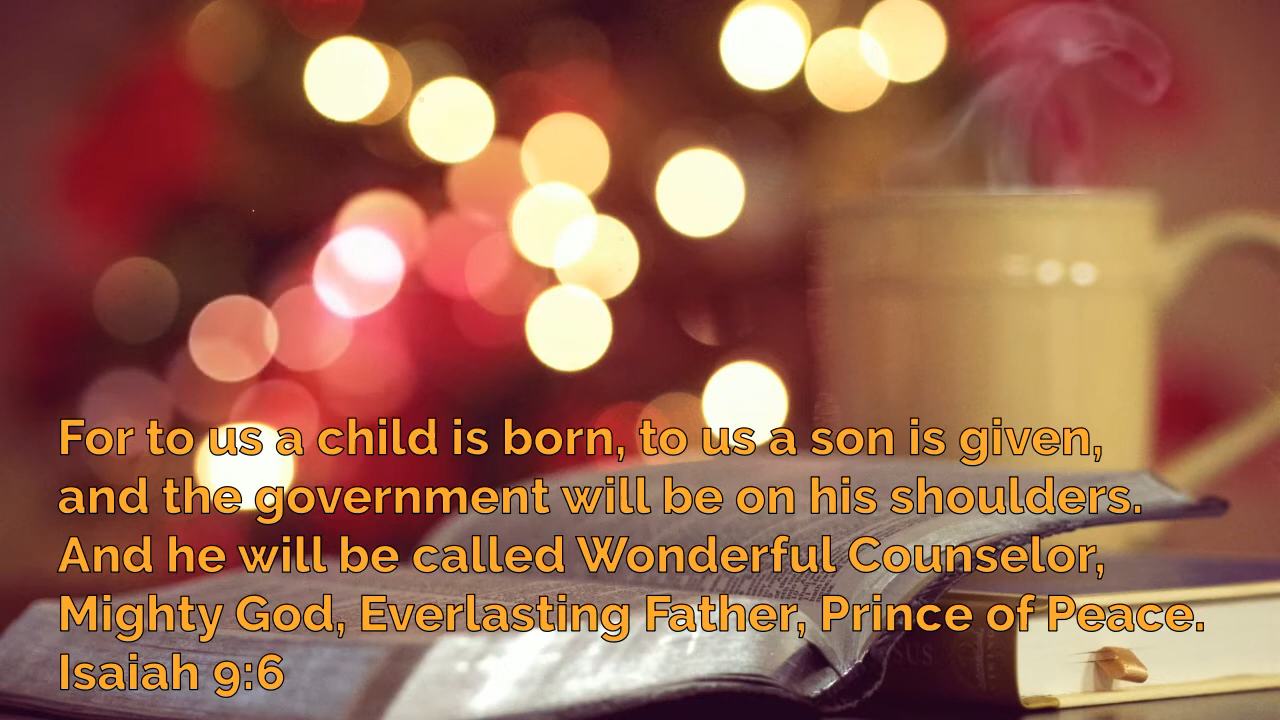 For to us a child is born, to us a son is given,
and the government will be on his shoulders.
And he will be called Wonderful Counselor,
Mighty God, Everlasting Father, Prince of Peace.
Isaiah 9:6